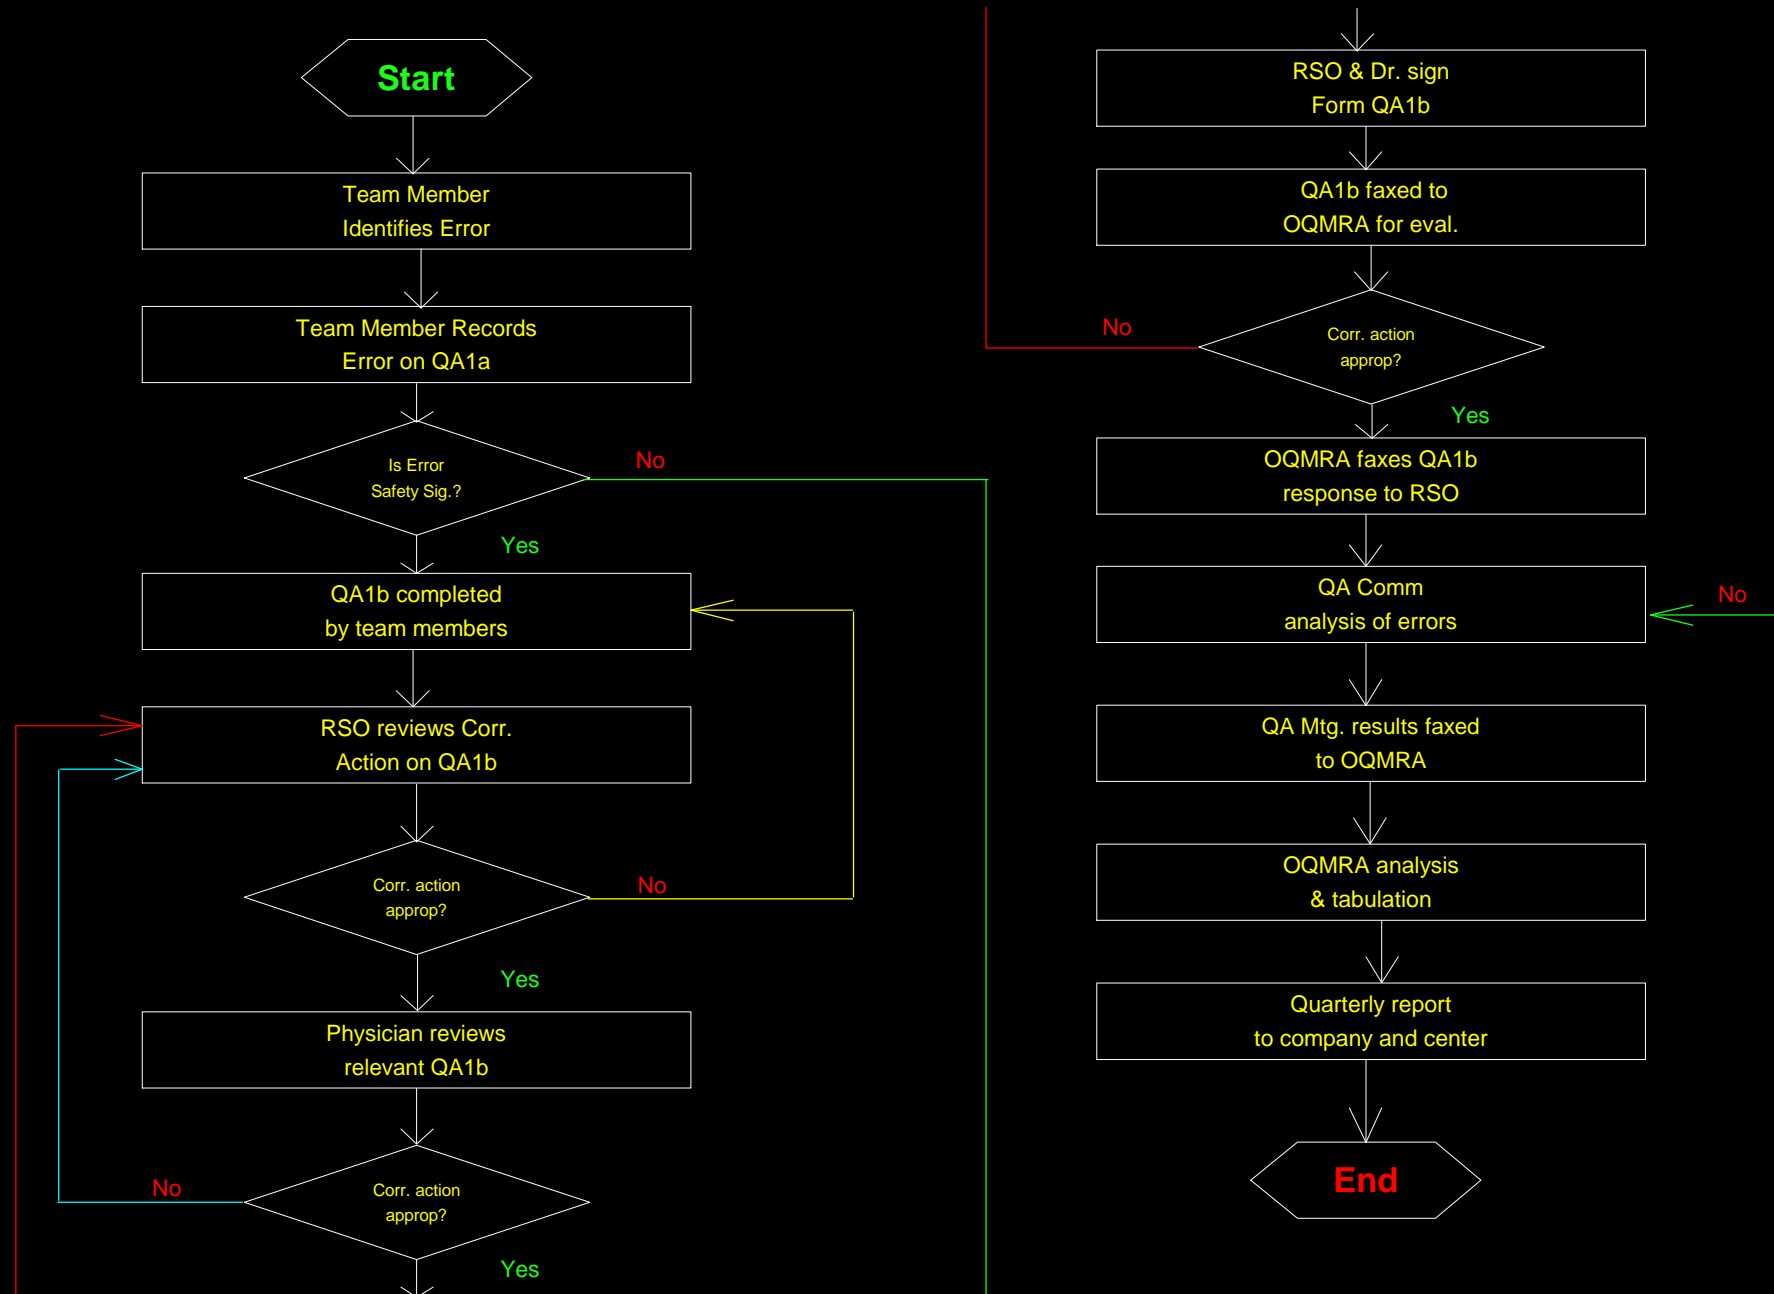 Start
Team Member
Identifies Error
Team Member Records
Error on QA1a
Is Error
Safety Sig.?
No
Yes
QA1b completed
by team members
RSO reviews Corr.
Action on QA1b
Corr. action
approp?
No
Yes
Physician reviews
relevant QA1b
Corr. action
approp?
No
Yes
RSO & Dr. sign
Form QA1b
QA1b faxed to
OQMRA for eval.
Corr. action
approp?
No
Yes
OQMRA faxes QA1b
response to RSO
QA Comm
analysis of errors
No
QA Mtg. results faxed
to OQMRA
OQMRA analysis
& tabulation
Quarterly report
to company and center
End